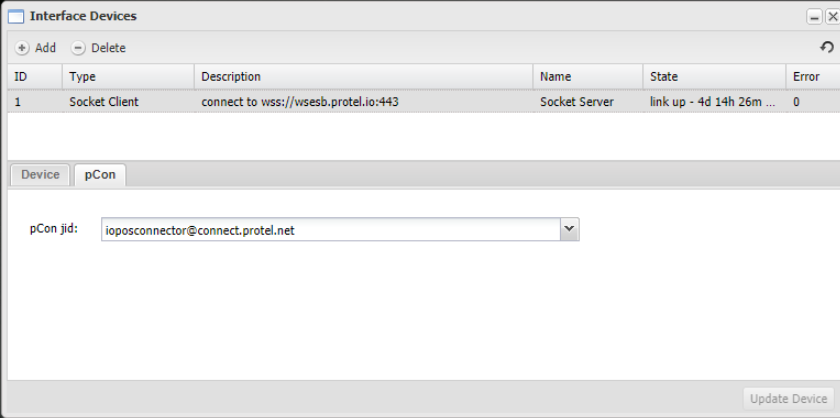 Interface Devices
Add Delete
ID Type Description Name State Error
1 Socket Client connect to wss://wsesb.protel.io:443 Socket Server link up - 4d 14h 26m ... 0
Device pCon
pCon jid: ioposconnector@connect.protel.net
Update Device